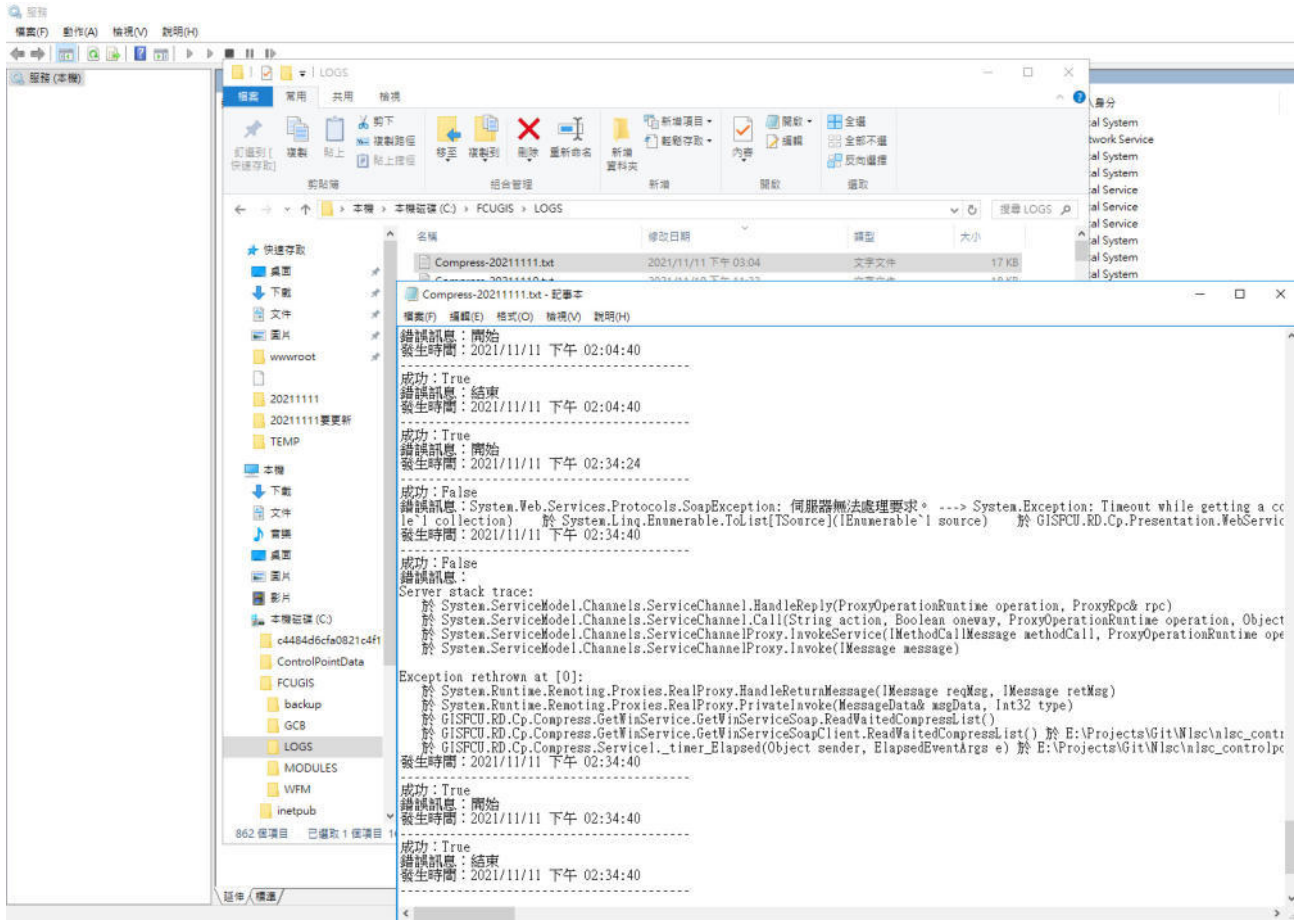 服務
檔案(F) 動作(A) 檢視(V) 說明(H)
服務 (本機)
LOGS
檔案 常用 共用 檢視
釘選到 [快速存取]
複製
貼上
剪下
複製路徑
貼上捷徑
移至
複製到
刪除
重新命名
新增資料夾
新增項目
輕鬆存取
內容
開啟
編輯
全選
全部不選
反向選擇
剪貼簿 組合管理 新增 開啟 選取
本機 > 本機磁碟 (C:) > FCUGIS > LOGS
搜尋 LOGS
名稱 修改日期 類型 大小
Compress-20211111.txt 2021/11/11 下午 03:04 文字文件 17 KB
快速存取
桌面
下載
文件
圖片
wwwroot
20211111
20211111要更新
TEMP
本機
下載
文件
音樂
桌面
圖片
影片
本機磁碟 (C:)
c4484d6cfa0821c4f1
ControlPointData
FCUGIS
backup
GCB
LOGS
MODULES
WFM
inetpub
862 個項目 已選取 1 個項目
延伸 標準
身分
cal System
twork Service
cal System
cal System
cal Service
cal Service
cal Service
cal System
cal System
cal System
Compress-20211111.txt - 記事本
檔案(F) 編輯(E) 格式(O) 檢視(V) 說明(H)
錯誤訊息：開始
發生時間：2021/11/11 下午 02:04:40
----------------------------------------
成功：True
錯誤訊息：結束
發生時間：2021/11/11 下午 02:04:40
----------------------------------------
成功：True
錯誤訊息：開始
發生時間：2021/11/11 下午 02:34:24
----------------------------------------
成功：False
錯誤訊息：System.Web.Services.Protocols.SoapException: 伺服器無法處理要求。 ---> System.Exception: Timeout while getting a co
le`1 collection) 於 System.Linq.Enumerable.ToList[TSource](IEnumerable`1 source) 於 GISFCU.RD.Cp.Presentation.WebServic
發生時間：2021/11/11 下午 02:34:40
----------------------------------------
成功：False
錯誤訊息：
Server stack trace:
於 System.ServiceModel.Channels.ServiceChannel.HandleReply(ProxyOperationRuntime operation, ProxyRpc& rpc)
於 System.ServiceModel.Channels.ServiceChannel.Call(String action, Boolean oneway, ProxyOperationRuntime operation, Object
於 System.ServiceModel.Channels.ServiceChannelProxy.InvokeService(IMethodCallMessage methodCall, ProxyOperationRuntime ope
於 System.ServiceModel.Channels.ServiceChannelProxy.Invoke(IMessage message)
Exception rethrown at [0]:
於 System.Runtime.Remoting.Proxies.RealProxy.HandleReturnMessage(IMessage reqMsg, IMessage retMsg)
於 System.Runtime.Remoting.Proxies.RealProxy.PrivateInvoke(MessageData& msgData, Int32 type)
於 GISFCU.RD.Cp.Compress.GetWinService.GetWinServiceSoap.ReadWaitedCompressList()
於 GISFCU.RD.Cp.Compress.GetWinService.GetWinServiceSoapClient.ReadWaitedCompressList() 於 E:\Projects\Git\Nlsc\nlsc_contr
於 GISFCU.RD.Cp.Compress.Service1._timer_Elapsed(Object sender, ElapsedEventArgs e) 於 E:\Projects\Git\Nlsc\nlsc_controlpo
發生時間：2021/11/11 下午 02:34:40
----------------------------------------
成功：True
錯誤訊息：開始
發生時間：2021/11/11 下午 02:34:40
----------------------------------------
成功：True
錯誤訊息：結束
發生時間：2021/11/11 下午 02:34:40
----------------------------------------